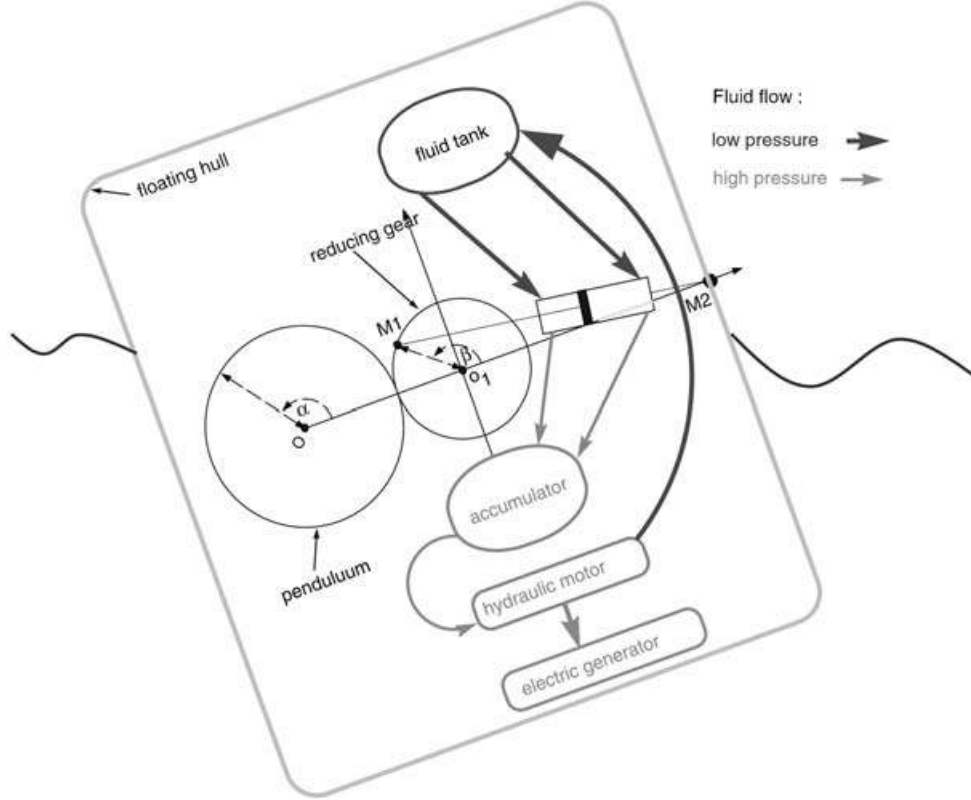 Fluid flow :
low pressure
high pressure
fluid tank
floating hull
reducing gear
M1
M2
β
O
1
α
O
accumulator
penduluum
hydraulic motor
electric generator